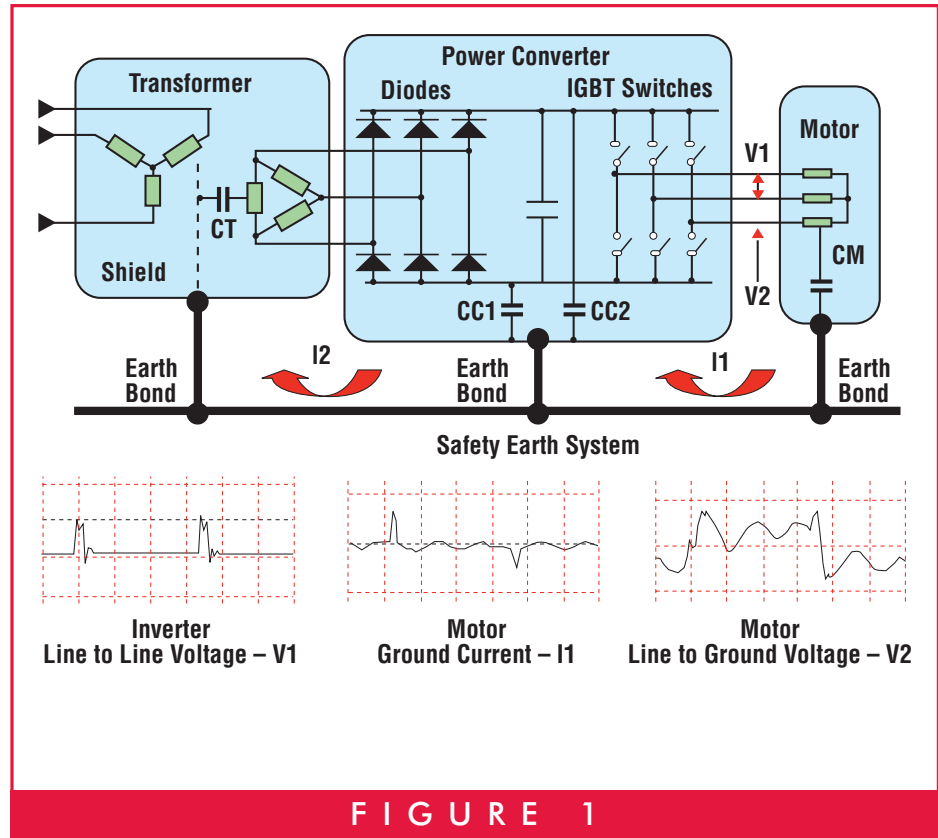 Power Converter
Transformer
Diodes
IGBT Switches
Motor
V1
CT
CM
Shield
V2
CC1
CC2
I2
I1
Earth
Bond
Earth
Bond
Earth
Bond
Safety Earth System
Inverter
Line to Line Voltage – V1
Motor
Ground Current – I1
Motor
Line to Ground Voltage – V2
FIGURE 1